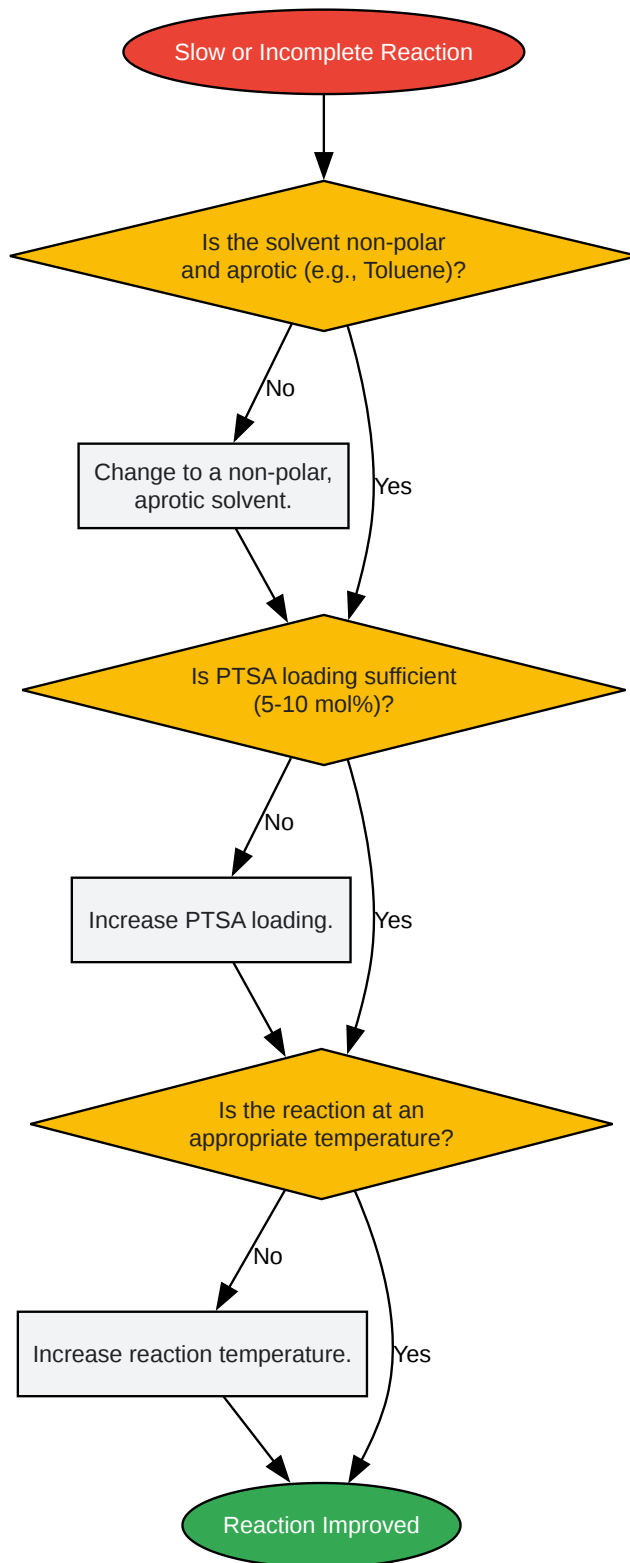 Slow or Incomplete Reaction
Is the solvent non-polar
and aprotic (e.g., Toluene)?
No
Change to a non-polar,
aprotic solvent.
Yes
Is PTSA loading sufficient
(5-10 mol%)?
No
Increase PTSA loading.
Yes
Is the reaction at an
appropriate temperature?
No
Increase reaction temperature.
Yes
Reaction Improved